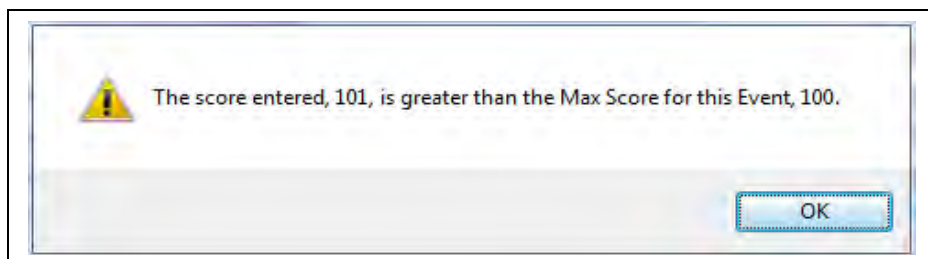 The score entered, 101, is greater than the Max Score for this Event, 100.
OK